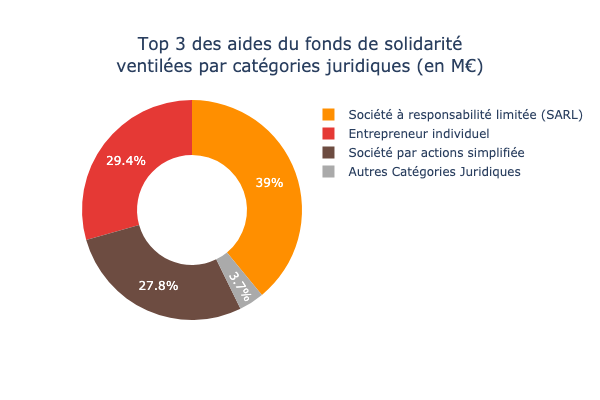 Top 3 des aides du fonds de solidarité
ventilées par catégories juridiques (en M€)
Société à responsabilité limitée (SARL)
Entrepreneur individuel
Société par actions simplifiée
Autres Catégories Juridiques
29.4%
39%
27.8%
3.7%